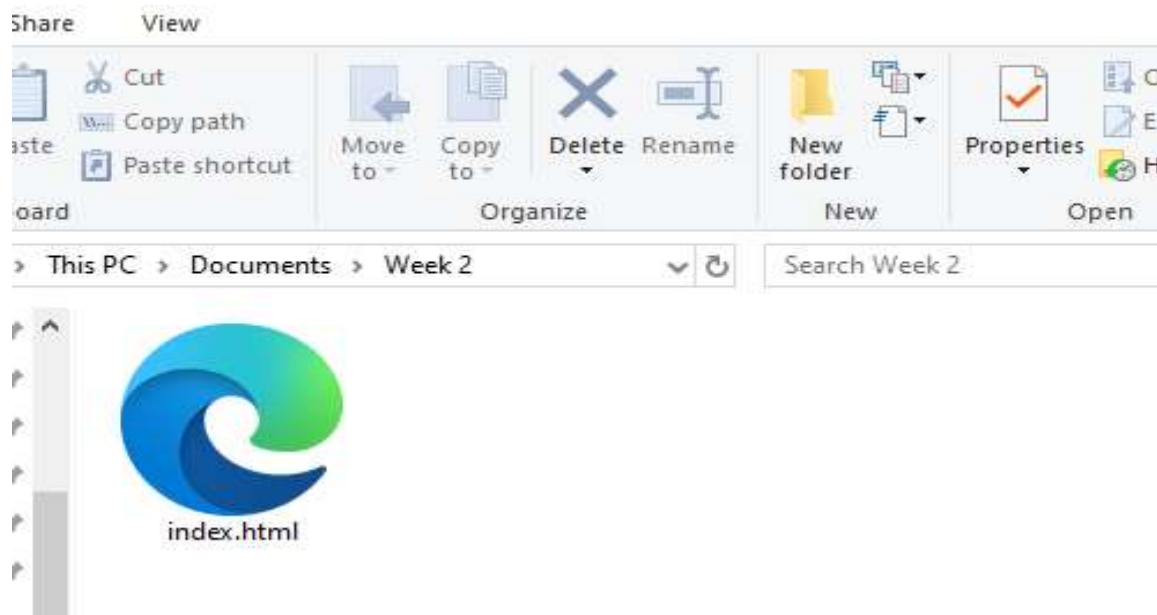 Share View
Cut
Copy path
Paste shortcut
Move to
Copy to
Delete
Rename
New folder
Properties
Organize
New
Open
This PC > Documents > Week 2
Search Week 2
index.html